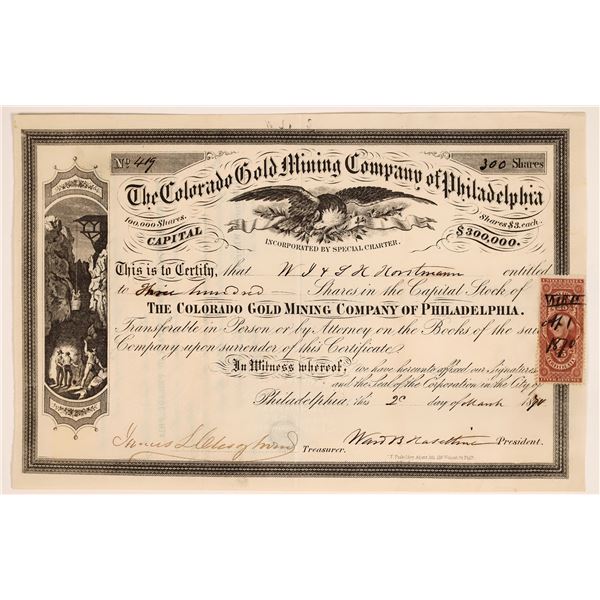 No 419
300 Shares
The Colorado Gold Mining Company of Philadelphia
100,000 Shares.
Shares $3. each.
CAPITAL
$300,000.
INCORPORATED BY SPECIAL CHARTER.
This is to Certify, that W J & S H Horstmann entitled
to Three hundred Shares in the Capital Stock of
THE COLORADO GOLD MINING COMPANY OF PHILADELPHIA.
Transferable in Person or by Attorney on the Books of the said
Company upon surrender of this Certificate.
In Witness whereof, we have hereunto affixed our Signatures
and the Seal of the Corporation in the City of
Philadelphia, this day of March 1870
Treasurer.
Ward B Haseltine President.